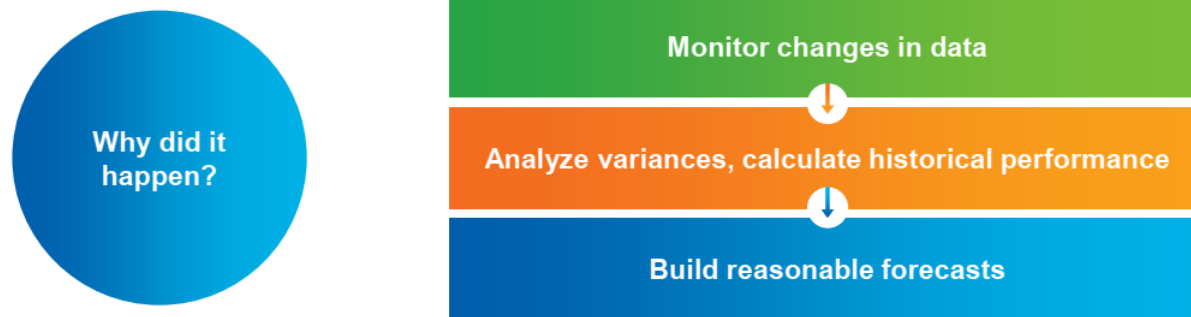 Why did it
happen?
Monitor changes in data
Analyze variances, calculate historical performance
Build reasonable forecasts